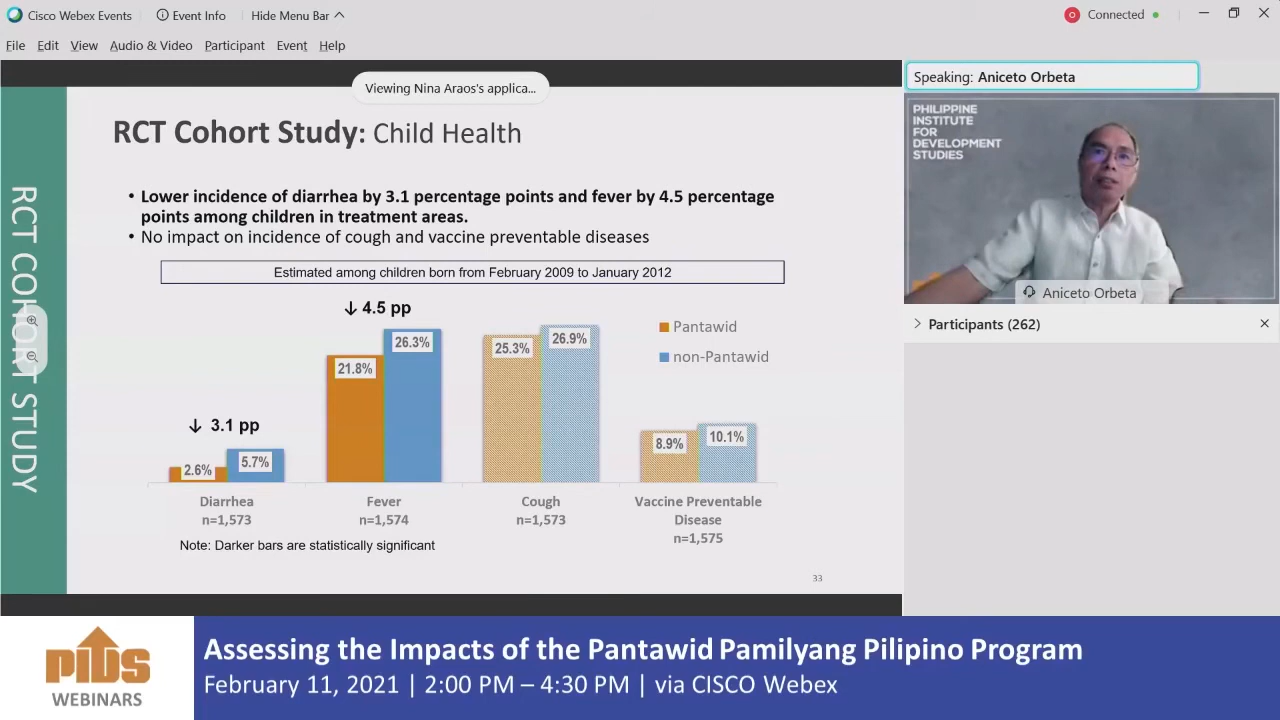 Cisco Webex Events
Event Info
Hide Menu Bar
Connected
File Edit View Audio & Video Participant Event Help
Viewing Nina Araos's applica...
Speaking: Aniceto Orbeta
PHILIPPINE
INSTITUTE
FOR
DEVELOPMENT
STUDIES
Aniceto Orbeta
Participants (262)
RCT COHORT STUDY
RCT Cohort Study: Child Health
• Lower incidence of diarrhea by 3.1 percentage points and fever by 4.5 percentage
points among children in treatment areas.
• No impact on incidence of cough and vaccine preventable diseases
Estimated among children born from February 2009 to January 2012
↓ 4.5 pp
↓ 3.1 pp
Pantawid
non-Pantawid
2.6% 5.7%
21.8% 26.3%
25.3% 26.9%
8.9% 10.1%
Diarrhea
n=1,573
Fever
n=1,574
Cough
n=1,573
Vaccine Preventable
Disease
n=1,575
Note: Darker bars are statistically significant
33
PIDS
WEBINARS
Assessing the Impacts of the Pantawid Pamilyang Pilipino Program
February 11, 2021 | 2:00 PM – 4:30 PM | via CISCO Webex